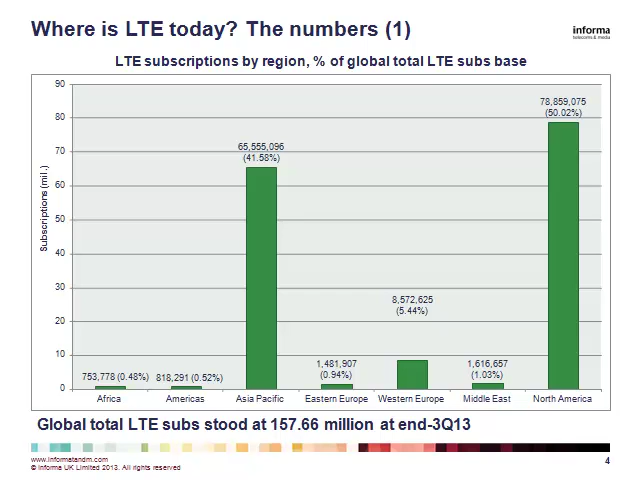 Where is LTE today? The numbers (1)
informa
telecoms & media
LTE subscriptions by region, % of global total LTE subs base
90
80
70
60
50
40
30
20
10
0
Subscriptions (mil.)
753,778 (0.48%)
818,291 (0.52%)
65,555,096
(41.58%)
1,481,907
(0.94%)
8,572,625
(5.44%)
1,616,657
(1.03%)
78,859,075
(50.02%)
Africa
Americas
Asia Pacific
Eastern Europe
Western Europe
Middle East
North America
Global total LTE subs stood at 157.66 million at end-3Q13
www.informatandm.com
© Informa UK Limited 2013. All rights reserved
4